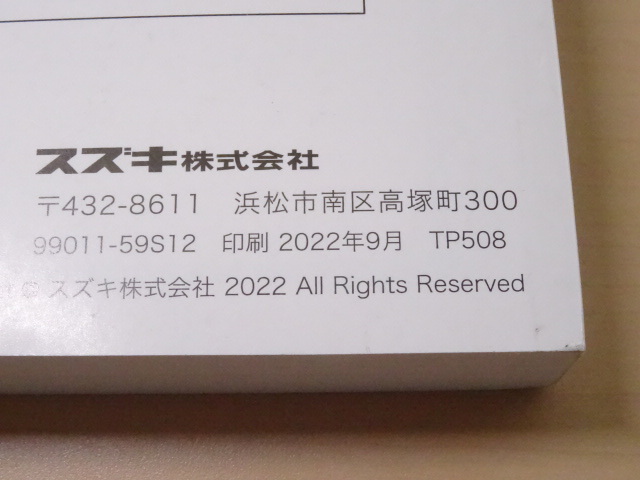 スズキ株式会社
〒432-8611 浜松市南区高塚町300
99011-59S12 印刷 2022年9月 TP508
© スズキ株式会社 2022 All Rights Reserved